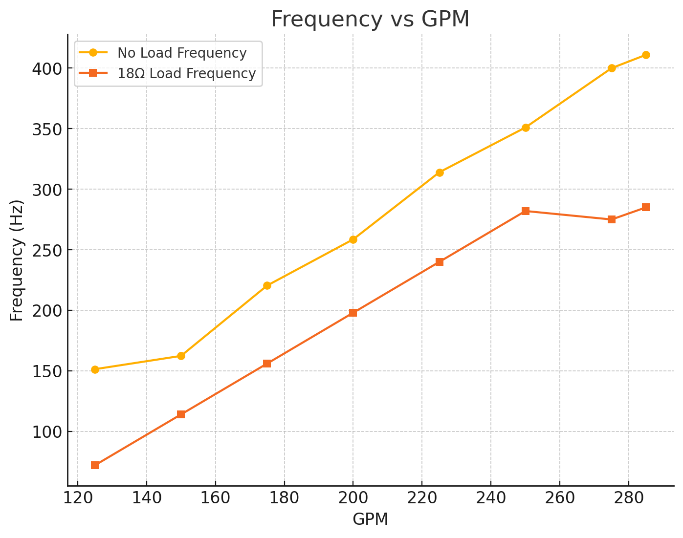 Frequency vs GPM
No Load Frequency
18Ω Load Frequency
400
350
300
250
200
150
100
Frequency (Hz)
120 140 160 180 200 220 240 260 280
GPM